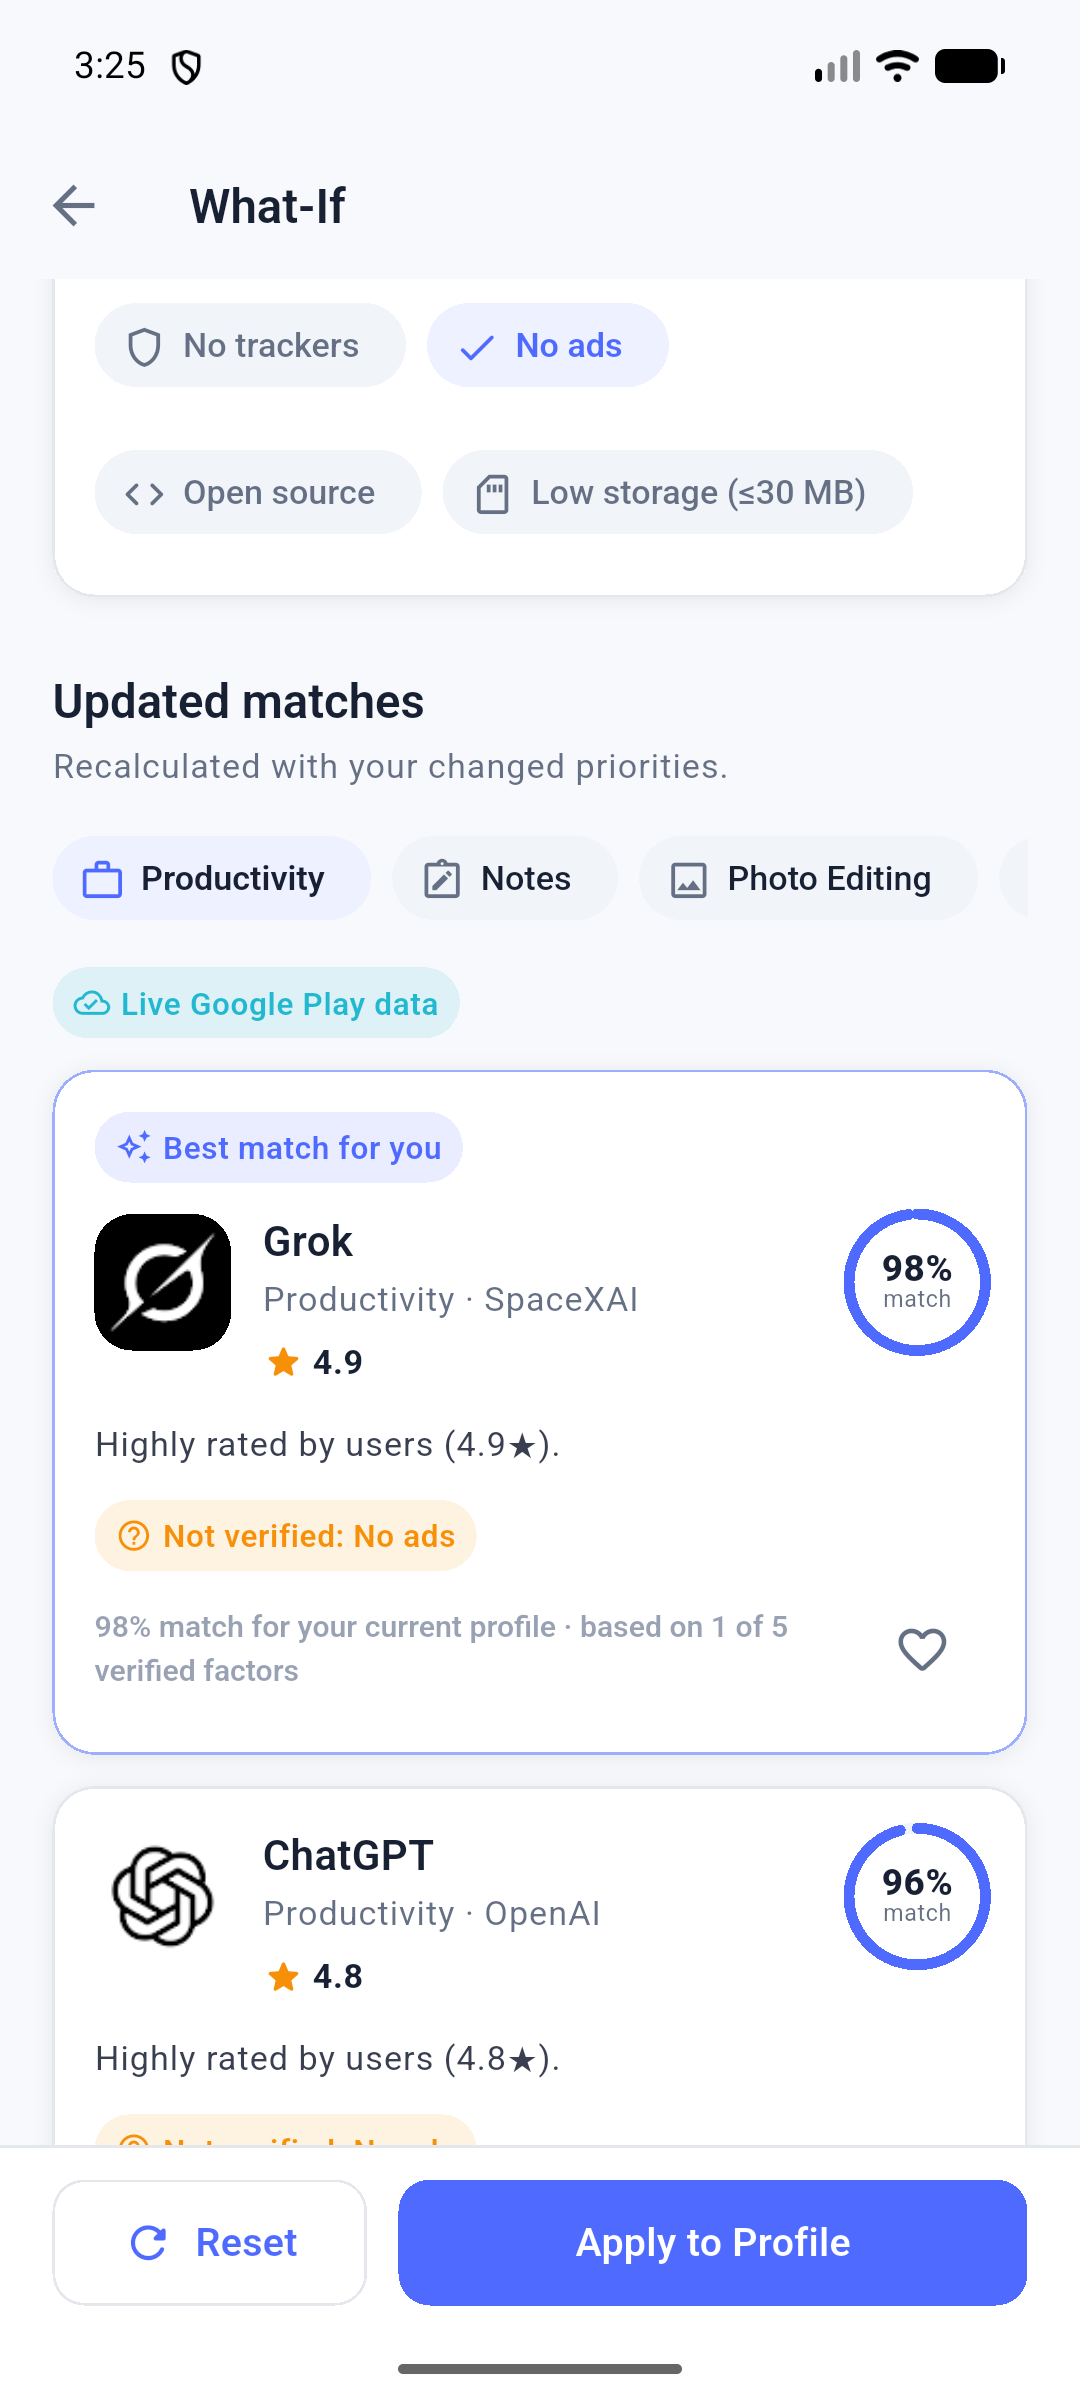 3:25
What-If
No trackers
No ads
Open source
Low storage (≤30 MB)
Updated matches
Recalculated with your changed priorities.
Productivity
Notes
Photo Editing
Live Google Play data
Best match for you
Grok
Productivity · SpaceXAI
4.9
98%
match
Highly rated by users (4.9★).
Not verified: No ads
98% match for your current profile · based on 1 of 5
verified factors
ChatGPT
Productivity · OpenAI
4.8
96%
match
Highly rated by users (4.8★).
Reset
Apply to Profile